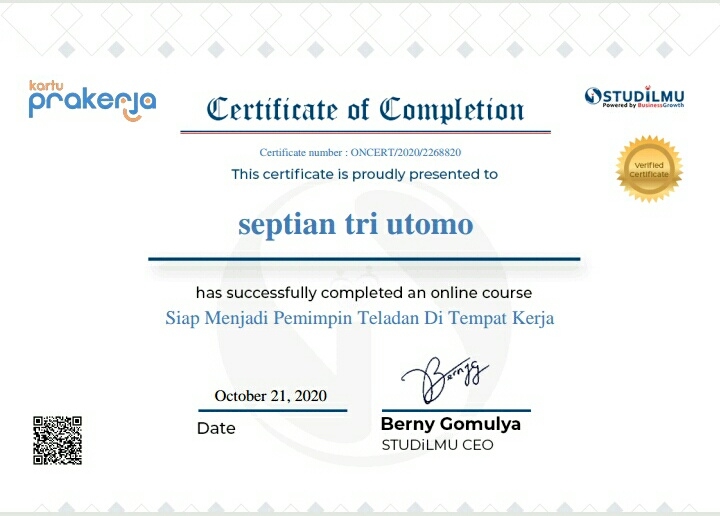 kartu
prakerja
Certificate of Completion
STUDiLMU
Powered by BusinessGrowth
Certificate number : ONCERT/2020/2268820
This certificate is proudly presented to
Verified
Certificate
septian tri utomo
has successfully completed an online course
Siap Menjadi Pemimpin Teladan Di Tempat Kerja
October 21, 2020
Date
Berny Gomulya
STUDiLMU CEO